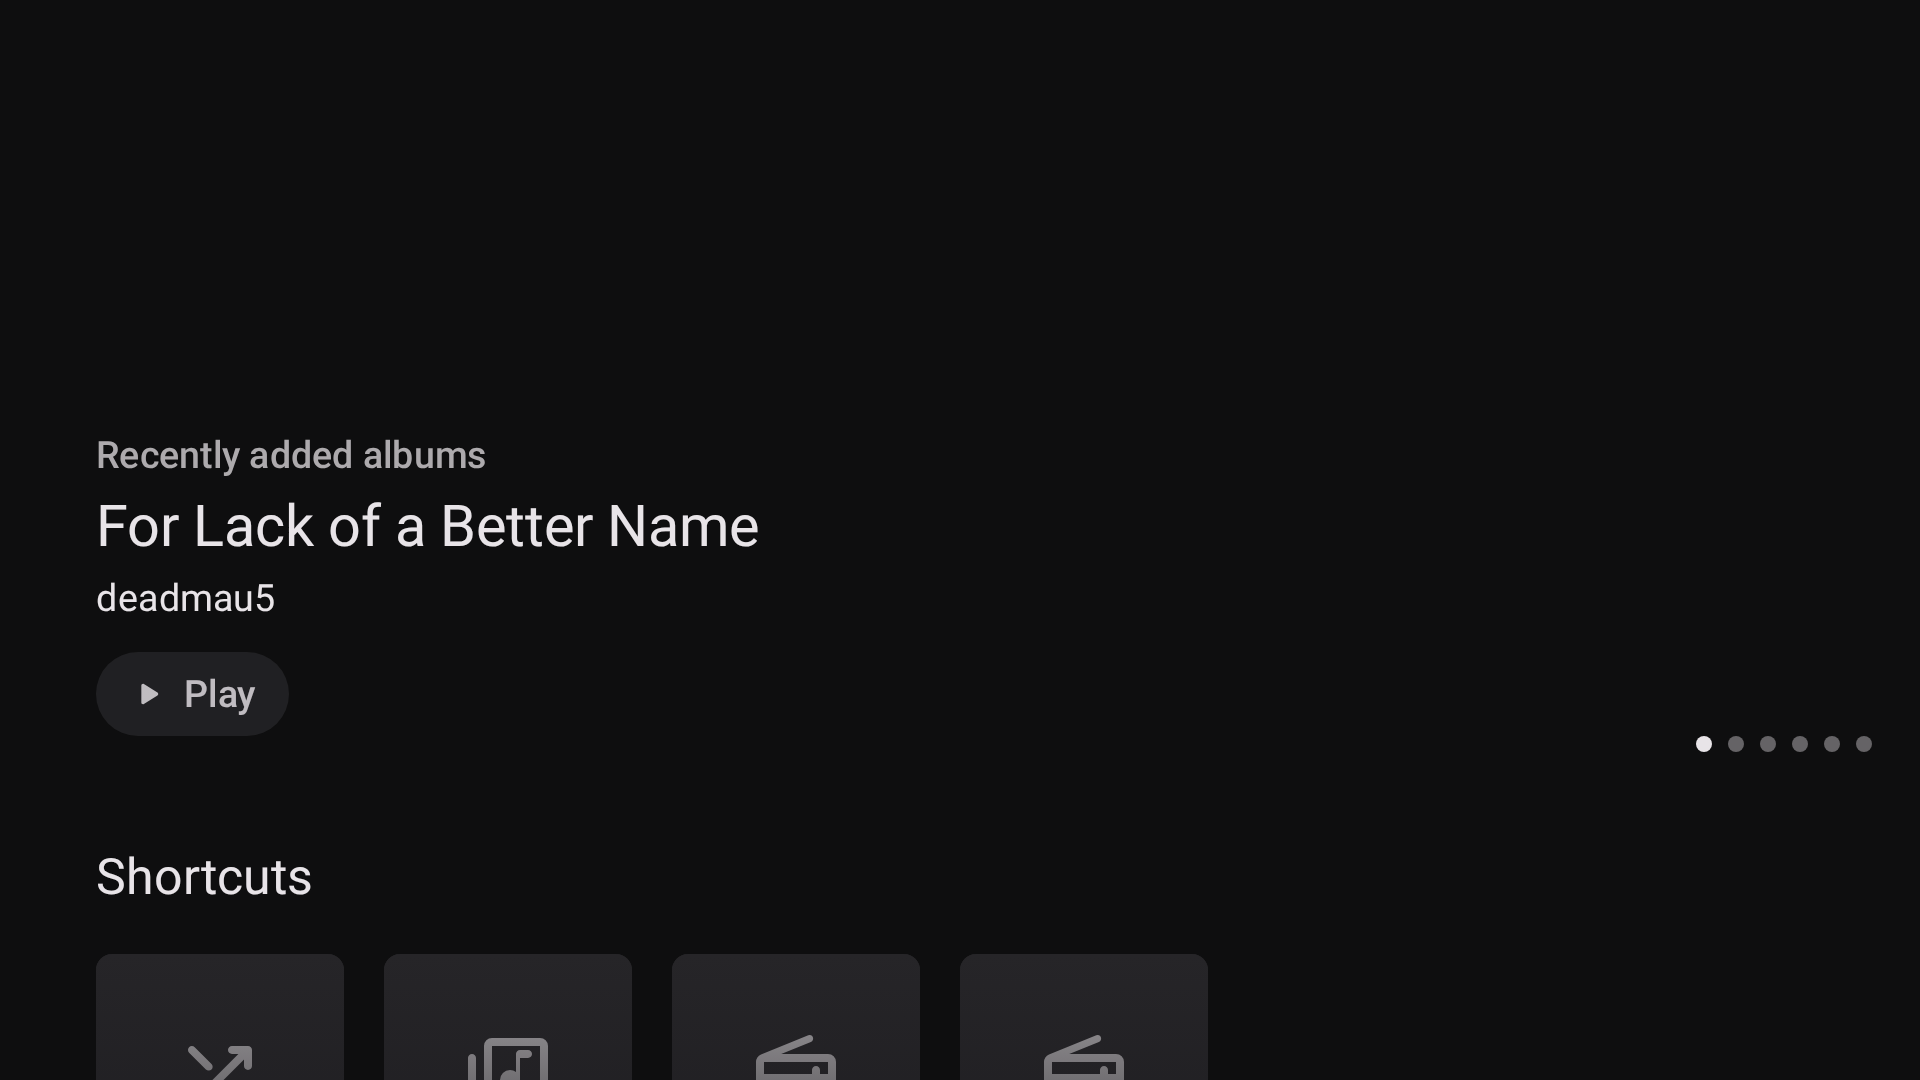 Recently added albums
For Lack of a Better Name
deadmau5
Play
Shortcuts